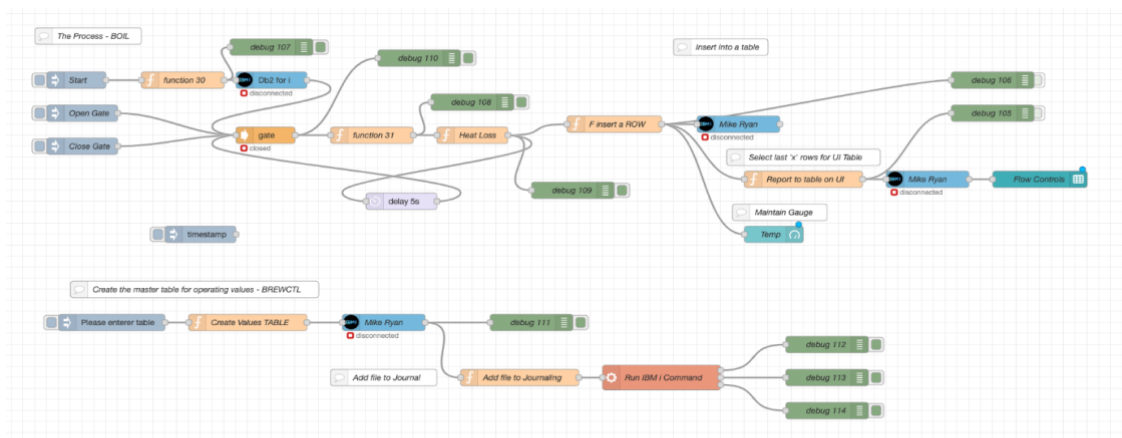 The Process - BOIL
debug 107
debug 110
insert into a table
Start
function 30
Db2 for i
disconnected
debug 106
debug 108
Open Gate
debug 105
F insert a ROW
Mike Ryan
disconnected
gate
closed
function 31
Heat Loss
Close Gate
Select last 'x' rows for UI Table
Report to table on UI
Mike Ryan
disconnected
Flow Controls
debug 109
delay 5s
Maintain Gauge
timestamp
Temp
Create the master table for operating values - BREWCTL
Please enterer table
Create Values TABLE
Mike Ryan
disconnected
debug 111
debug 112
Add file to Journal
Add file to Journaling
Run IBM i Command
debug 113
debug 114